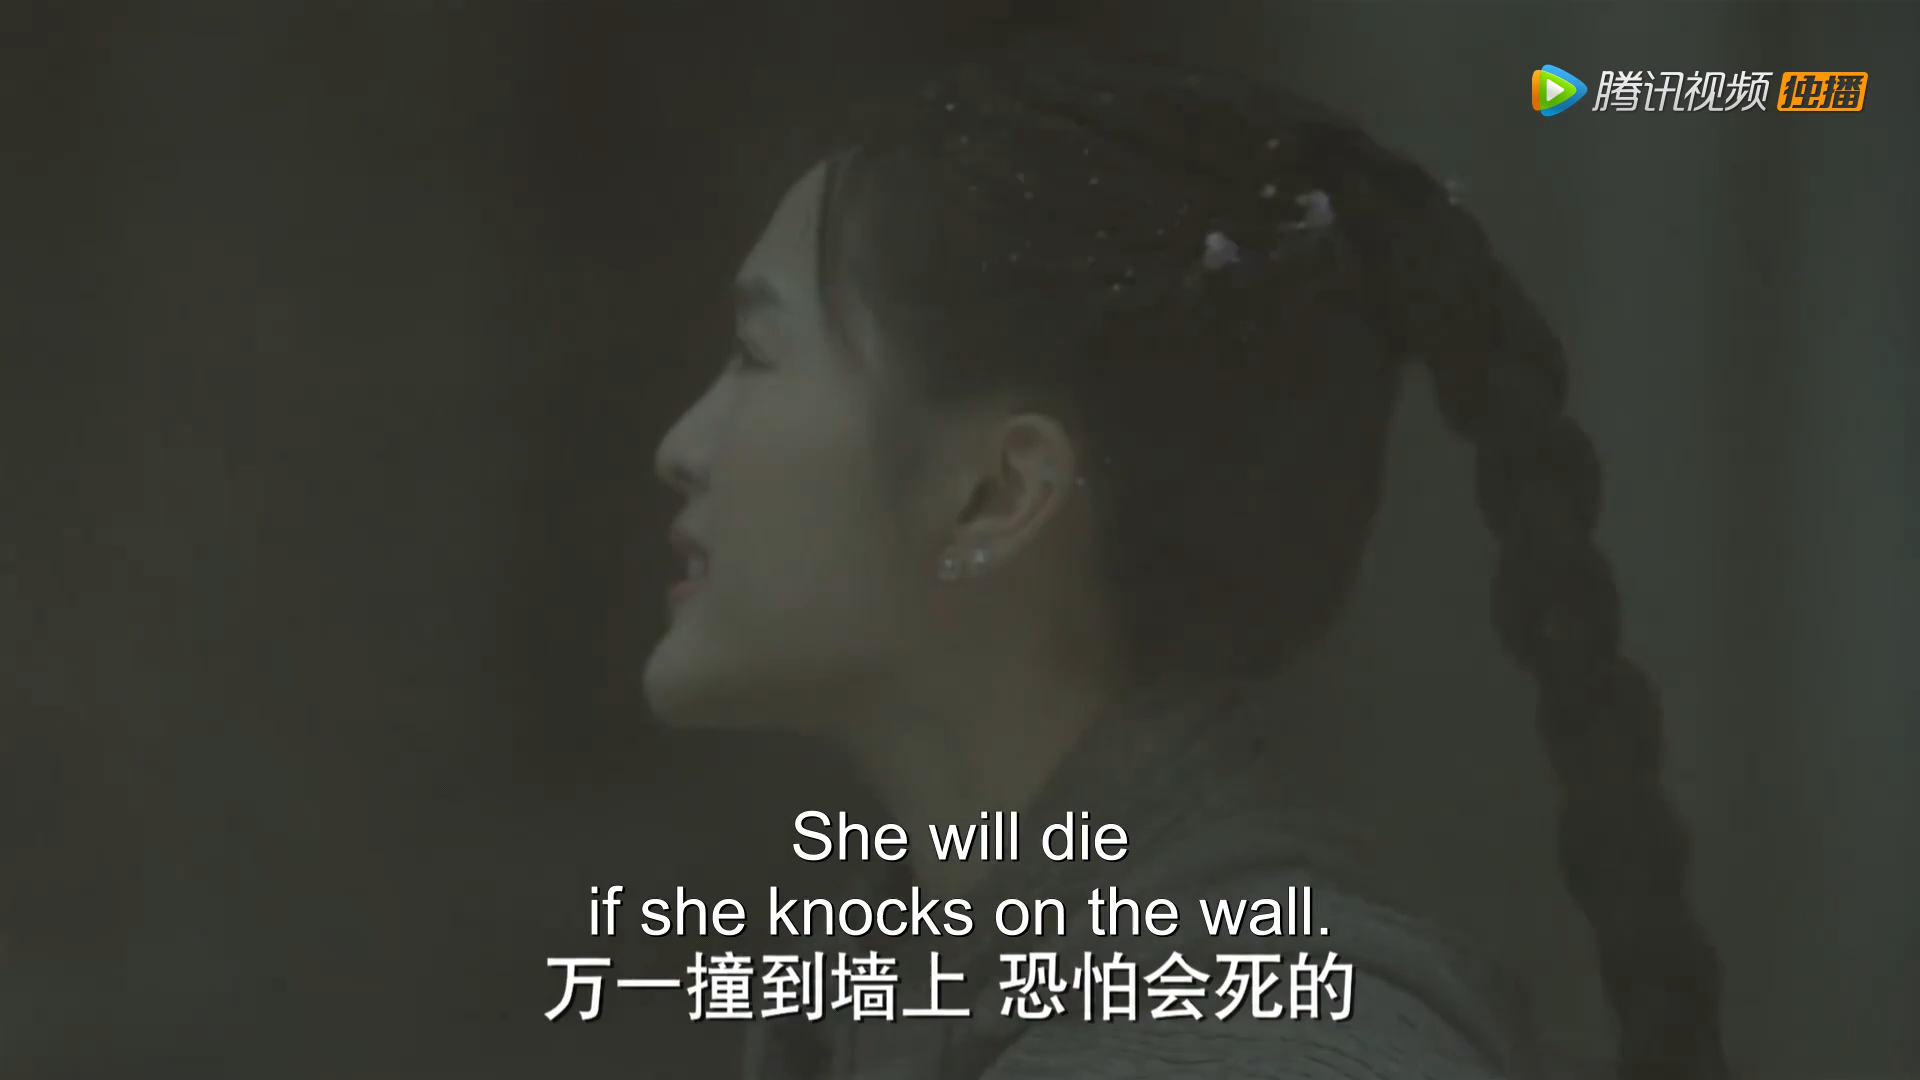 腾讯视频 独播
She will die
if she knocks on the wall.
万一撞到墙上 恐怕会死的